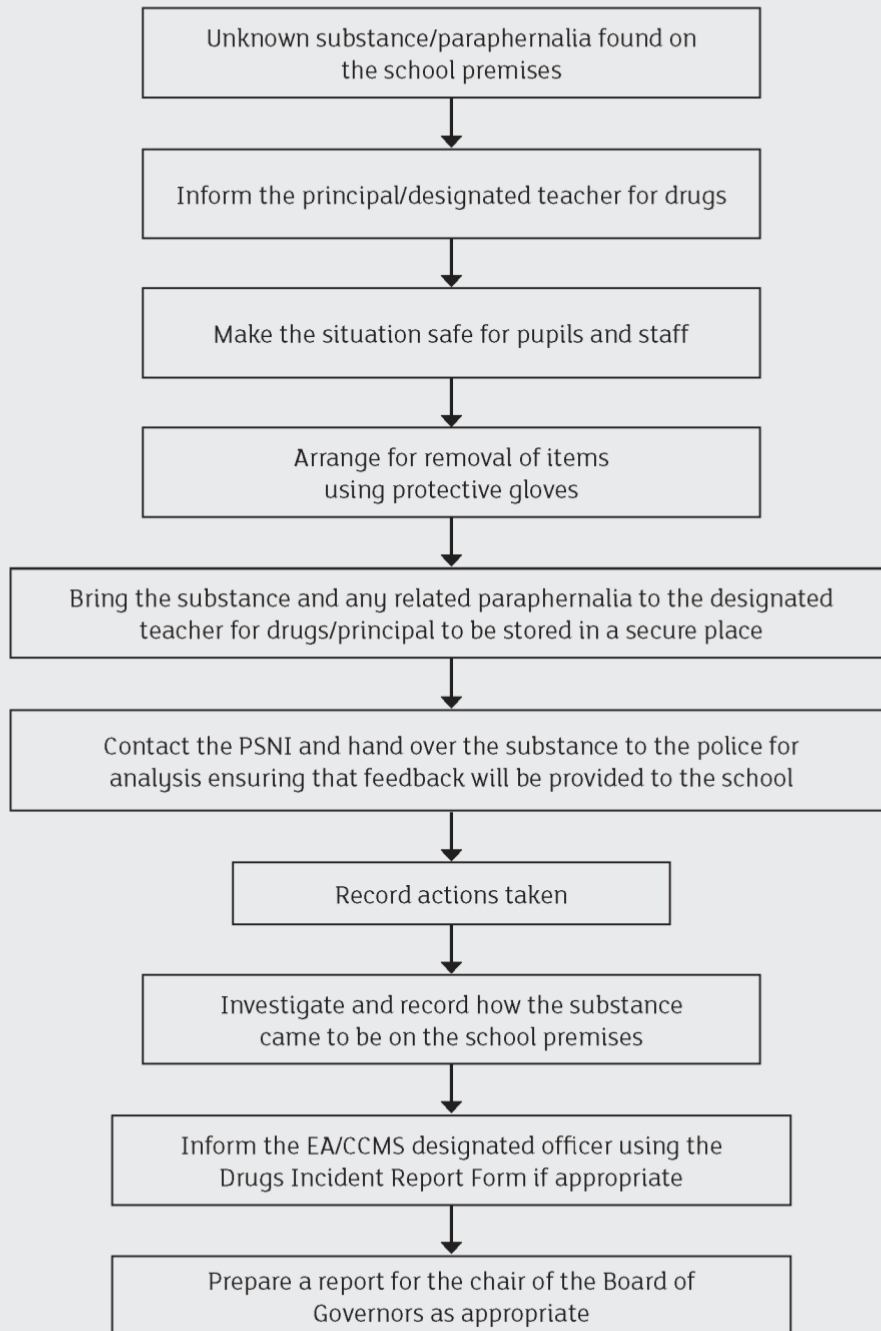 Unknown substance/paraphernalia found on
the school premises
Inform the principal/designated teacher for drugs
Make the situation safe for pupils and staff
Arrange for removal of items
using protective gloves
Bring the substance and any related paraphernalia to the designated
teacher for drugs/principal to be stored in a secure place
Contact the PSNI and hand over the substance to the police for
analysis ensuring that feedback will be provided to the school
Record actions taken
Investigate and record how the substance
came to be on the school premises
Inform the EA/CCMS designated officer using the
Drugs Incident Report Form if appropriate
Prepare a report for the chair of the Board of
Governors as appropriate